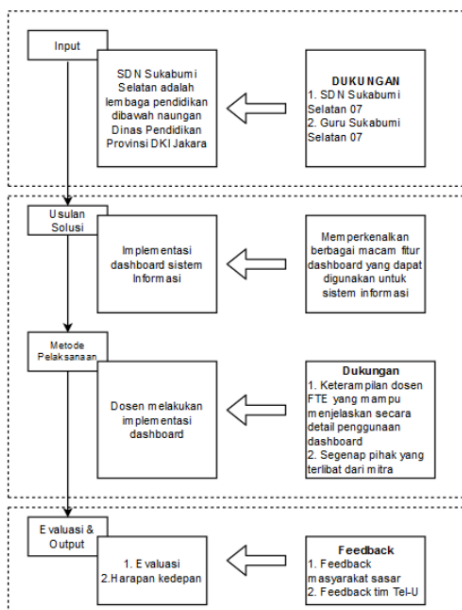 Input
SDN Sukabumi
Selatan adalah
lembaga pendidikan
dibawah naungan
Dinas Pendidikan
Provinsi DKI Jakara
DUKUNGAN
1. SDN Sukabumi
Selatan 07
2. Guru Sukabumi
Selatan 07
Usulan
Solusi
Implementasi
dashboard sistem
Informasi
Memperkenalkan
berbagai macam fitur
dashboard yang dapat
digunakan untuk
sistem informasi
Metode
Pelaksanaan
Dosen melakukan
implementasi
dashboard
Dukungan
1. Keterampilan dosen
FTE yang mampu
menjelaskan secara
detail penggunaan
dashboard
2. Segenap pihak yang
terlibat dari mitra
Evaluasi &
Output
1. Evaluasi
2.Harapan kedepan
Feedback
1. Feedback
masyarakat sasar
2. Feedback tim Tel-U